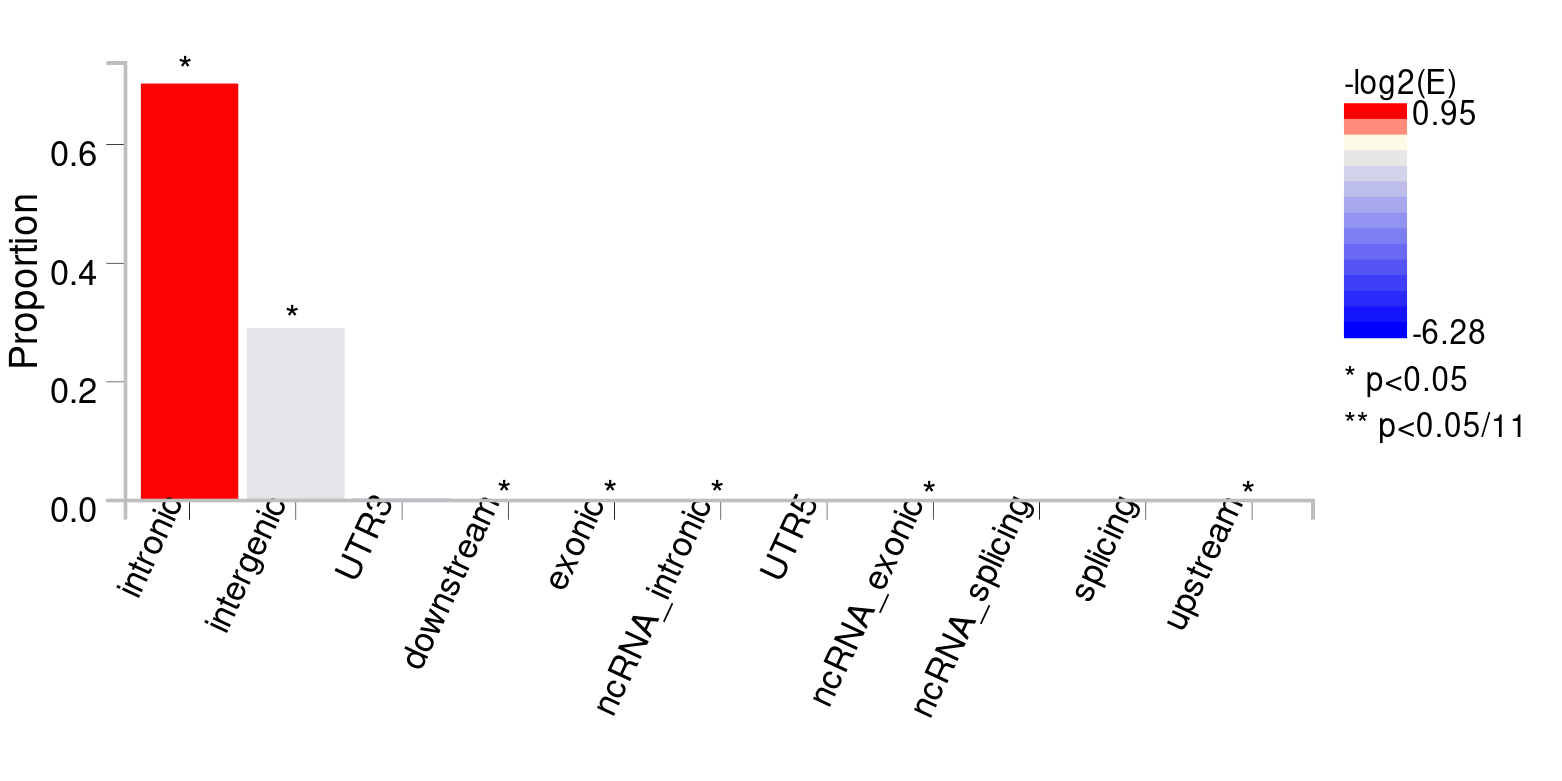 -log2(E)
0.95
-6.28
* p<0.05
** p<0.05/11
Proportion
0.6
0.4
0.2
0.0
*
*
*
*
*
*
*
intronic
intergenic
UTR3
downstream
exonic
ncRNA_intronic
UTR5
ncRNA_exonic
ncRNA_splicing
splicing
upstream